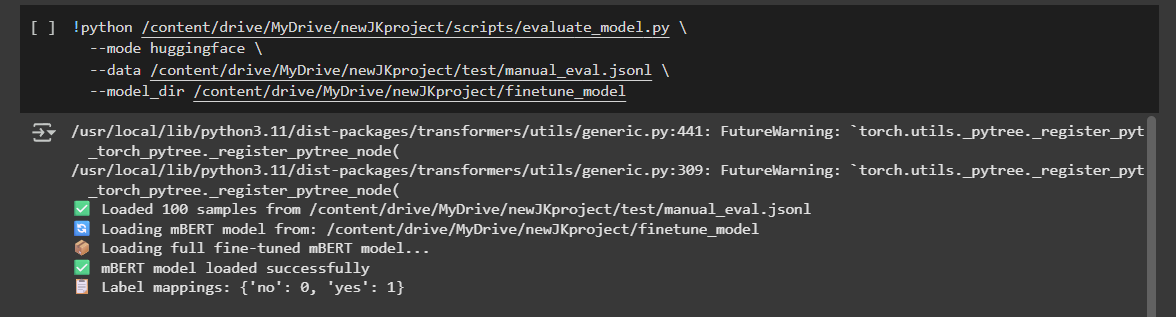 [ ] !python /content/drive/MyDrive/newJKproject/scripts/evaluate_model.py \
--mode huggingface \
--data /content/drive/MyDrive/newJKproject/test/manual_eval.jsonl \
--model_dir /content/drive/MyDrive/newJKproject/finetune_model
/usr/local/lib/python3.11/dist-packages/transformers/utils/generic.py:441: FutureWarning: `torch.utils._pytree._register_pyt
_torch_pytree._register_pytree_node(
/usr/local/lib/python3.11/dist-packages/transformers/utils/generic.py:309: FutureWarning: `torch.utils._pytree._register_pyt
_torch_pytree._register_pytree_node(
✅ Loaded 100 samples from /content/drive/MyDrive/newJKproject/test/manual_eval.jsonl
🔄 Loading mBERT model from: /content/drive/MyDrive/newJKproject/finetune_model
📦 Loading full fine-tuned mBERT model...
✅ mBERT model loaded successfully
📋 Label mappings: {'no': 0, 'yes': 1}